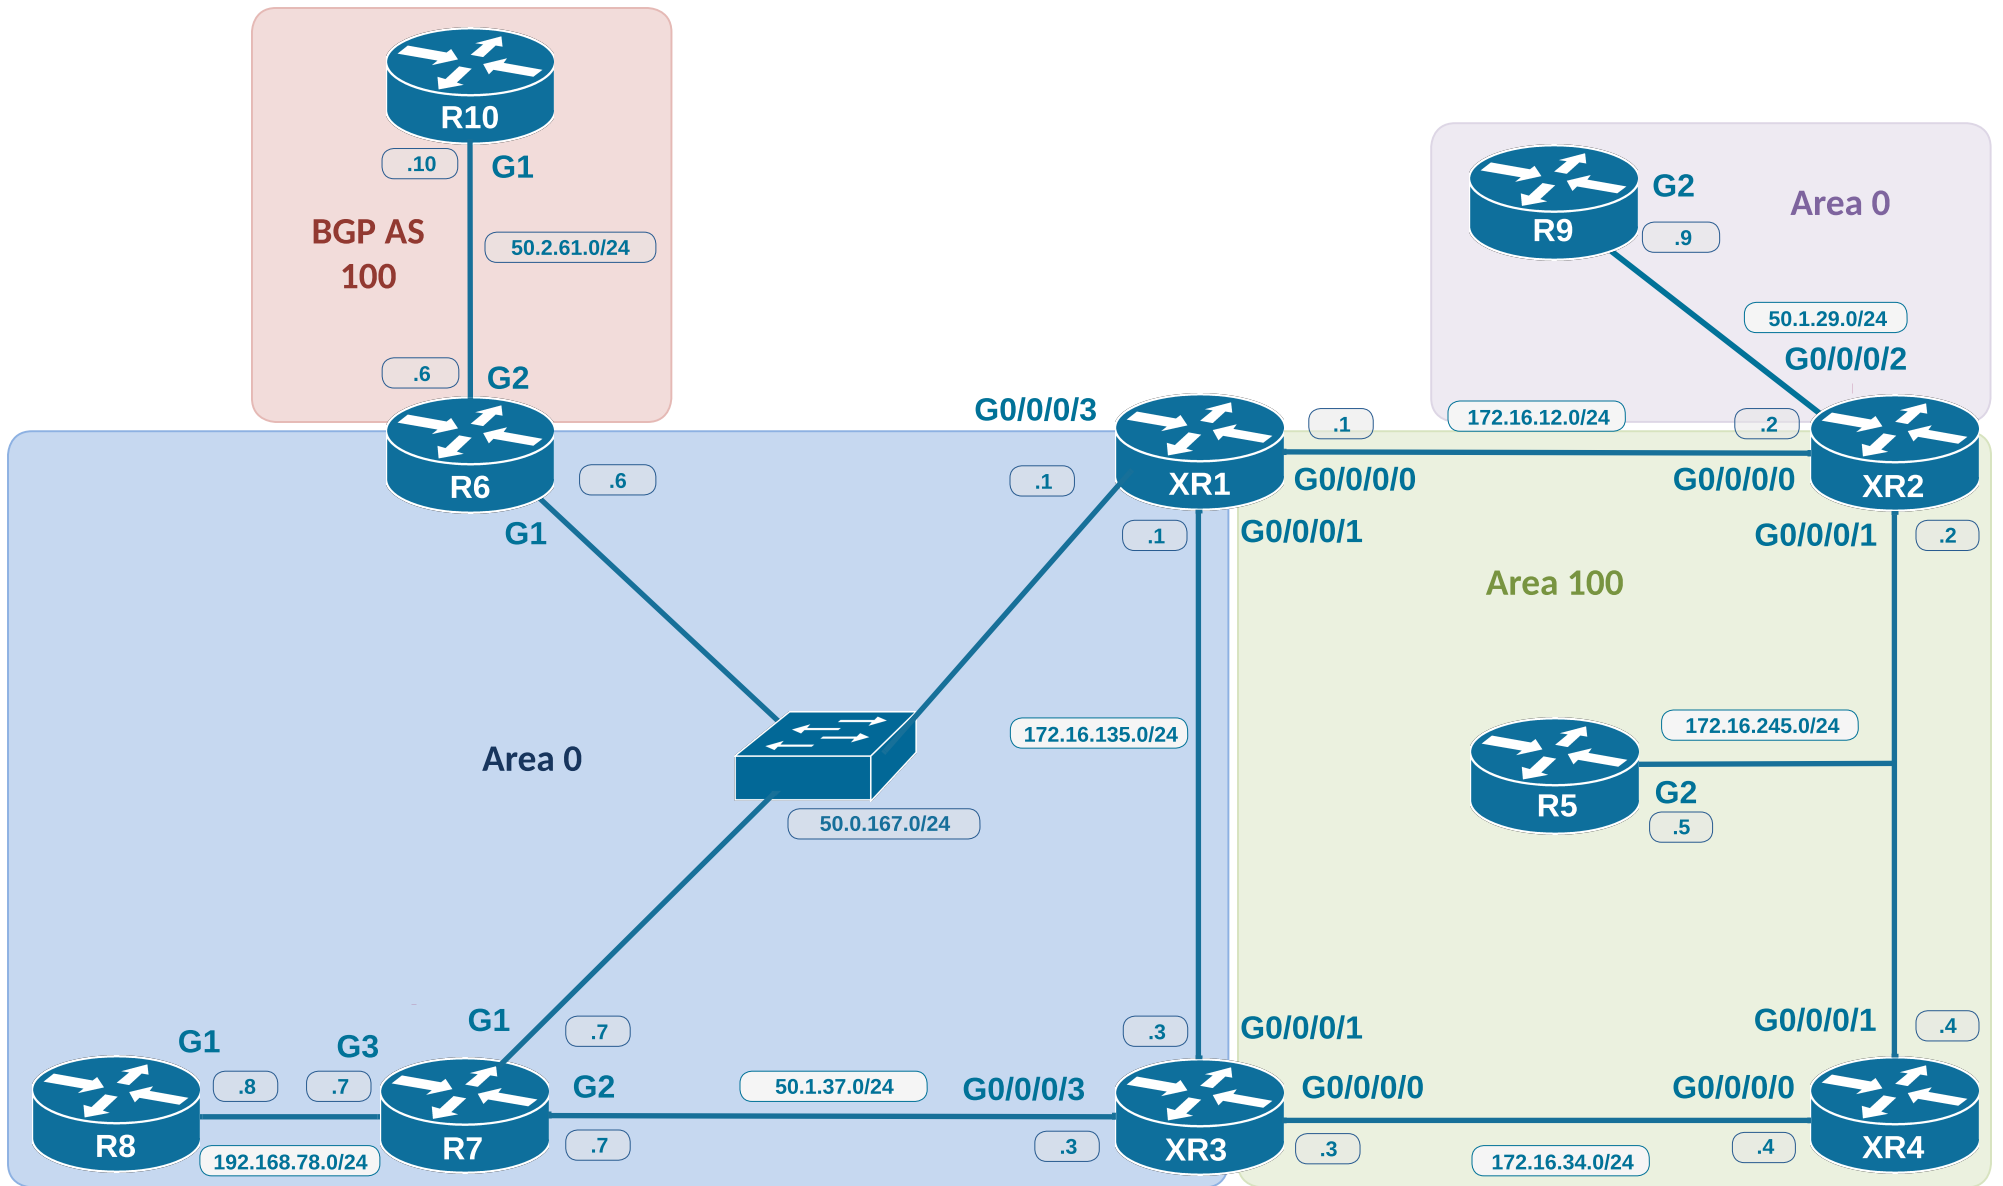 R10
.10
G1
BGP AS
100
50.2.61.0/24
.6
G2
R6
.6
G1
R9
G2
.9
Area 0
50.1.29.0/24
G0/0/0/2
G0/0/0/3
.1
XR1
.1
172.16.12.0/24
.2
G0/0/0/0
G0/0/0/0
XR2
.1
G0/0/0/1
G0/0/0/1
.2
Area 100
Area 0
172.16.135.0/24
50.0.167.0/24
172.16.245.0/24
R5
G2
.5
G1
.7
G1
G3
.8
.7
R8
192.168.78.0/24
R7
G2
.7
50.1.37.0/24
G0/0/0/3
.3
.3
G0/0/0/1
XR3
G0/0/0/0
.3
172.16.34.0/24
G0/0/0/1
.4
G0/0/0/0
.4
XR4